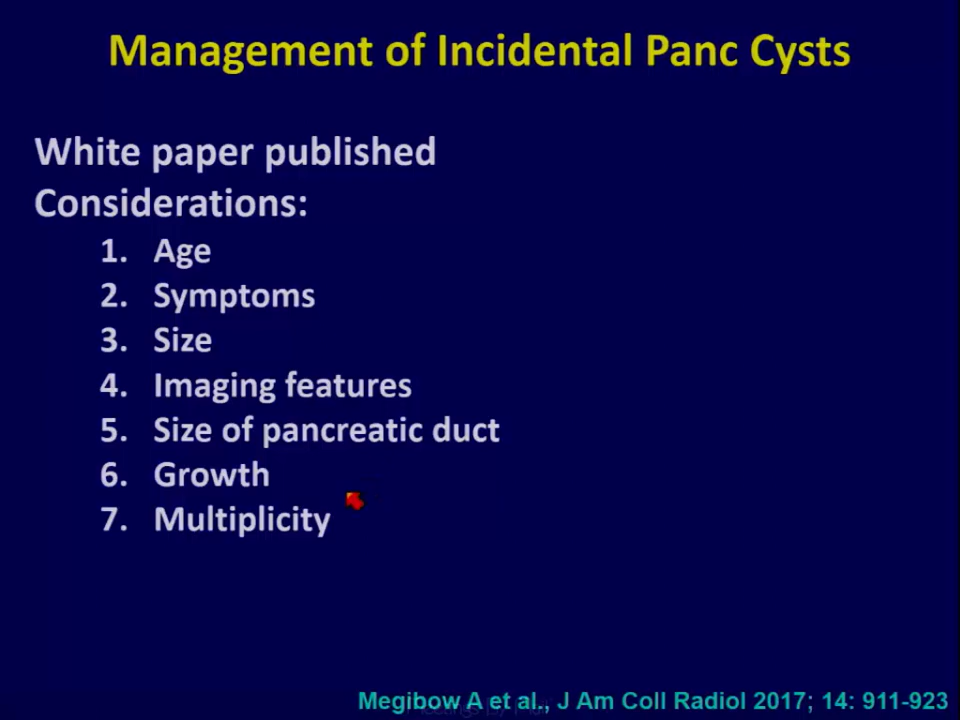 Management of Incidental Panc Cysts
White paper published
Considerations:
1. Age
2. Symptoms
3. Size
4. Imaging features
5. Size of pancreatic duct
6. Growth
7. Multiplicity
Megibow A et al., J Am Coll Radiol 2017; 14: 911-923